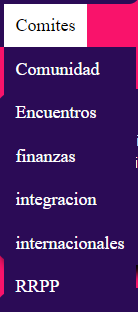 Comites
Comunidad
Encuentros
finanzas
integracion
internacionales
RRPP